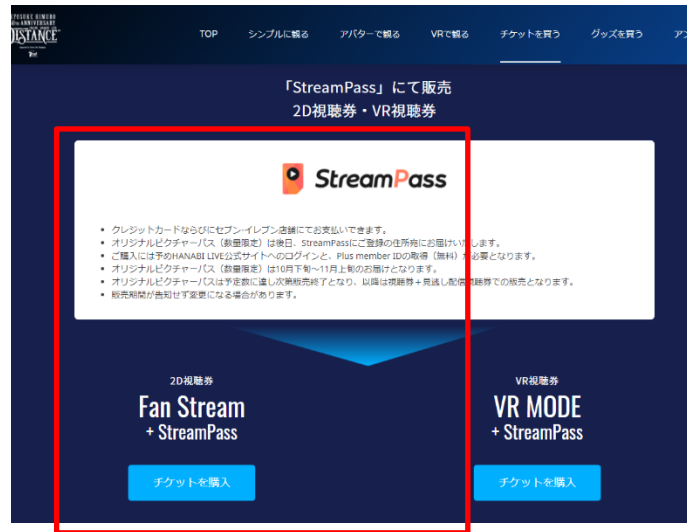 DISTANCE
TOP シンプルに観る アバターで観る VRで観る チケットを買う グッズを買う アン
「StreamPass」にて販売
2D視聴券・VR視聴券
StreamPass
• クレジットカードならびにセブン-イレブン店舗にてお支払いできます。
• オリジナルピクチャーパス（数量限定）は後日、StreamPassにご登録の住所宛にお届けいたします。
• ご購入には予めHANABI LIVE公式サイトへのログインと、Plus member IDの取得（無料）が必要となります。
• オリジナルピクチャーパス（数量限定）は10月下旬～11月上旬のお届けとなります。
• オリジナルピクチャーパスは予定数に達し次第販売終了となり、以降は視聴券＋見逃し配信視聴券での販売となります。
• 販売期間が告知せず変更になる場合があります。
2D視聴券
Fan Stream
+ StreamPass
チケットを購入
VR視聴券
VR MODE
+ StreamPass
チケットを購入